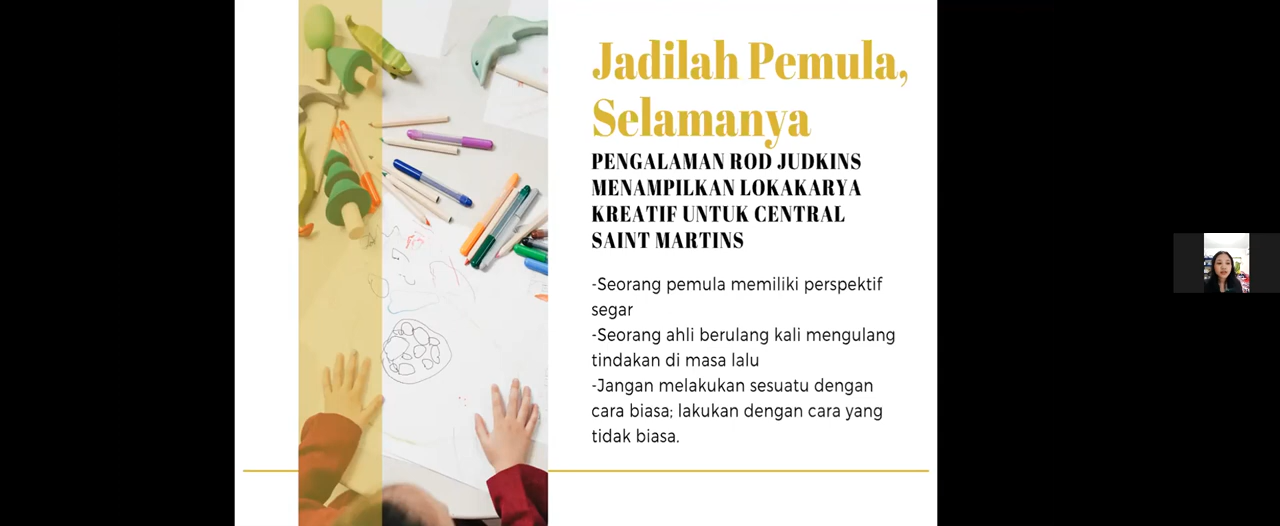 Jadilah Pemula,
Selamanya
PENGALAMAN ROD JUDKINS
MENAMPILKAN LOKAKARYA
KREATIF UNTUK CENTRAL
SAINT MARTINS
-Seorang pemula memiliki perspektif
segar
-Seorang ahli berulang kali mengulang
tindakan di masa lalu
-Jangan melakukan sesuatu dengan
cara biasa; lakukan dengan cara yang
tidak biasa.